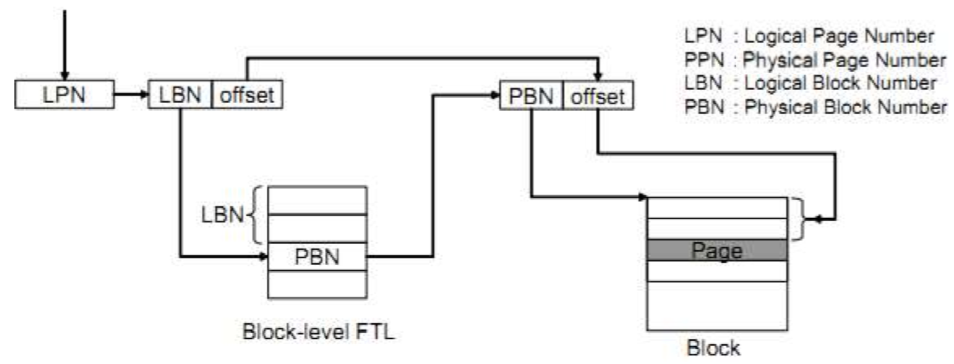 LPN : Logical Page Number
PPN : Physical Page Number
LBN : Logical Block Number
PBN : Physical Block Number
LPN
LBN offset
PBN offset
LBN
PBN
Page
Block-level FTL
Block